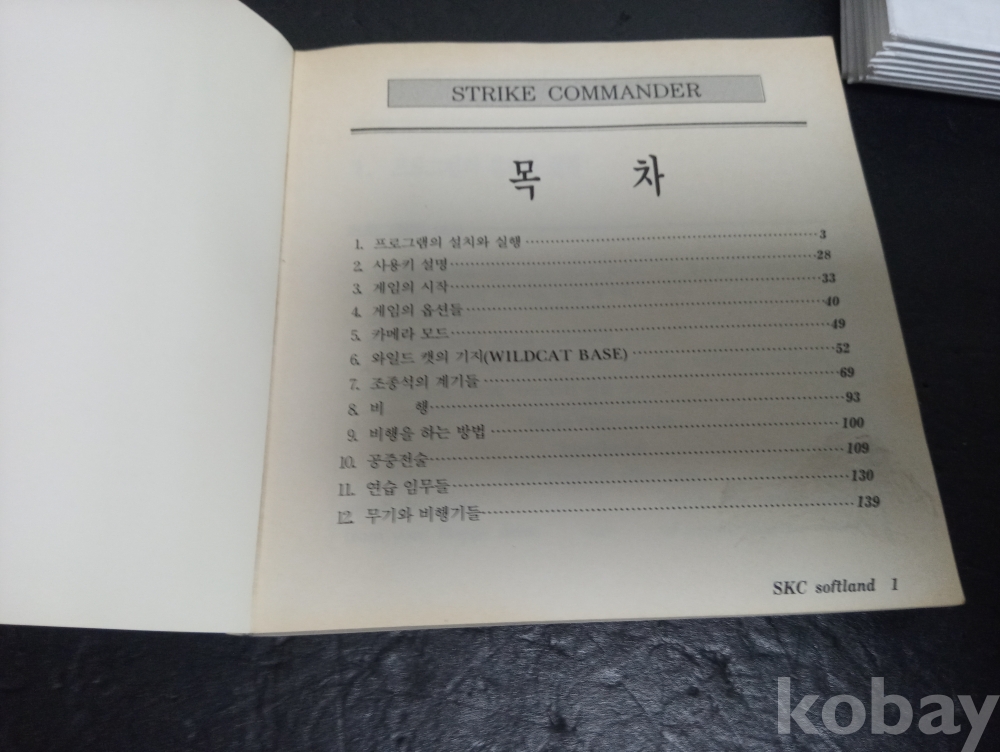 STRIKE COMMANDER
목 차
1. 프로그램의 설치와 실행 3
2. 사용키 설명 28
3. 게임의 시작 33
4. 게임의 옵션들 40
5. 카메라 모드 49
6. 와일드 캣의 기지(WILDCAT BASE) 52
7. 조종석의 계기들 69
8. 비 행 93
9. 비행을 하는 방법 100
10. 공중전술 109
11. 연습 임무들 130
12. 무기와 비행기들 139
SKC softland 1
kobay